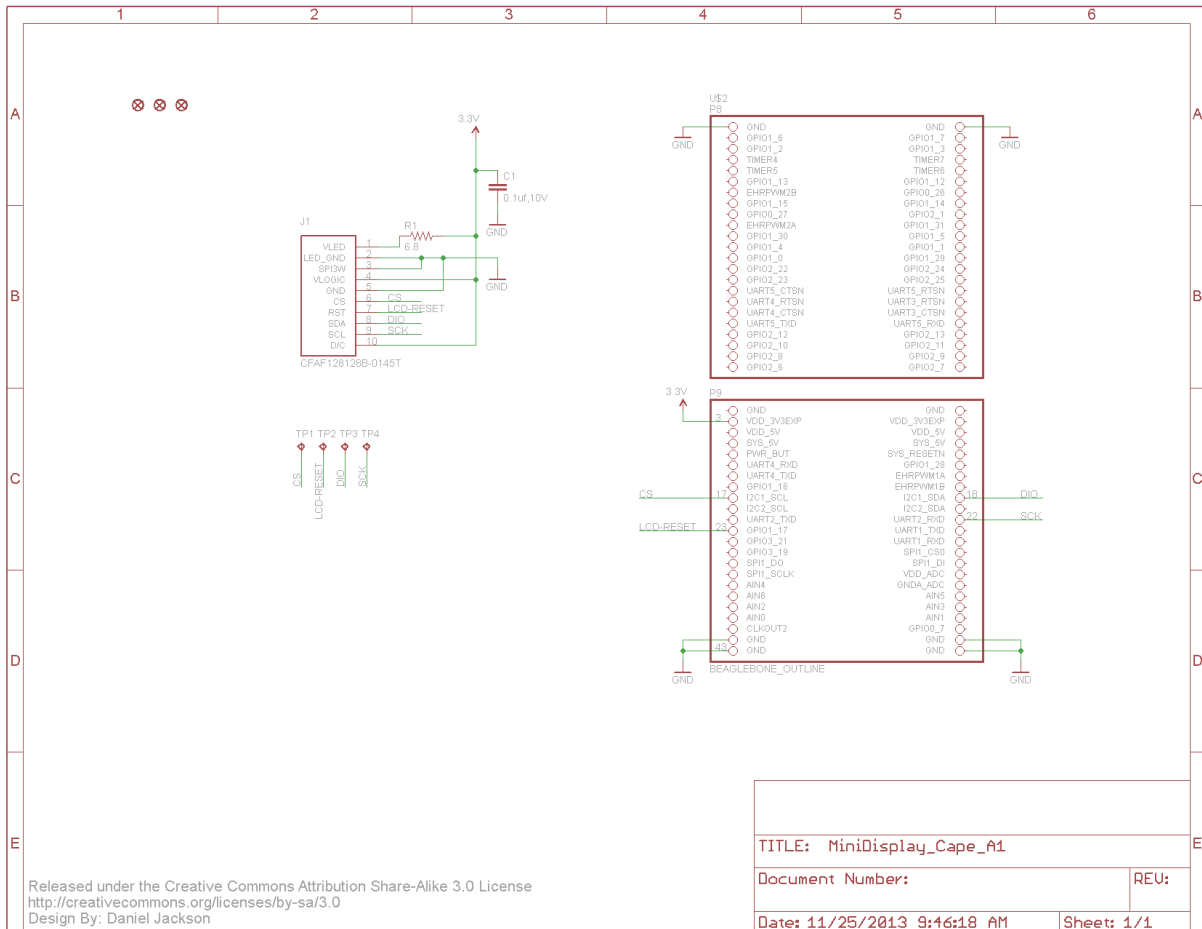 1 2 3 4 5 6
A A
B B
C C
D D
E E
3.3V
C1
0.1uf,10V
GND
R1
6.8
GND
J1
VLED 1
LED_GND 2
SPI3W 3
VLOGIC 4
GND 5
CS 6 CS
RST 7 LCD-RESET
SDA 8 DIO
SCL 9 SCK
D/C 10
CFAF128128B-0145T
TP1 TP2 TP3 TP4
CS LCD-RESET DIO SCK
U$2
P8
GND GND
GND GND
GPIO1_6 GPIO1_7
GPIO1_2 GPIO1_3
TIMER4 TIMER7
TIMER5 TIMER6
GPIO1_13 GPIO1_12
EHRPWM2B GPIO0_26
GPIO1_15 GPIO1_14
GPIO0_27 GPIO2_1
EHRPWM2A GPIO1_31
GPIO1_30 GPIO1_5
GPIO1_4 GPIO1_1
GPIO1_0 GPIO1_29
GPIO2_22 GPIO2_24
GPIO2_23 GPIO2_25
UART5_CTSN UART5_RTSN
UART4_RTSN UART3_RTSN
UART4_CTSN UART3_CTSN
UART5_TXD UART5_RXD
GPIO2_12 GPIO2_13
GPIO2_10 GPIO2_11
GPIO2_8 GPIO2_9
GPIO2_6 GPIO2_7
3.3V
P9
GND GND
3 VDD_3V3EXP VDD_3V3EXP
VDD_5V VDD_5V
SYS_5V SYS_5V
PWR_BUT SYS_RESETN
UART4_RXD GPIO1_28
UART4_TXD EHRPWM1A
GPIO1_16 EHRPWM1B
CS 17 I2C1_SCL I2C1_SDA 18 DIO
I2C2_SCL I2C2_SDA
UART2_TXD UART2_RXD 22 SCK
LCD-RESET 23 GPIO1_17 UART1_TXD
GPIO3_21 UART1_RXD
GPIO3_19 SPI1_CS0
SPI1_DO SPI1_DI
SPI1_SCLK VDD_ADC
AIN4 GNDA_ADC
AIN6 AIN5
AIN2 AIN3
AIN0 AIN1
CLKOUT2 GPIO0_7
GND GND
43 GND GND
BEAGLEBONE_OUTLINE
GND GND
TITLE: MiniDisplay_Cape_A1
Document Number:
REV:
Date: 11/25/2013 9:46:18 AM
Sheet: 1/1
Released under the Creative Commons Attribution Share-Alike 3.0 License
http://creativecommons.org/licenses/by-sa/3.0
Design By: Daniel Jackson